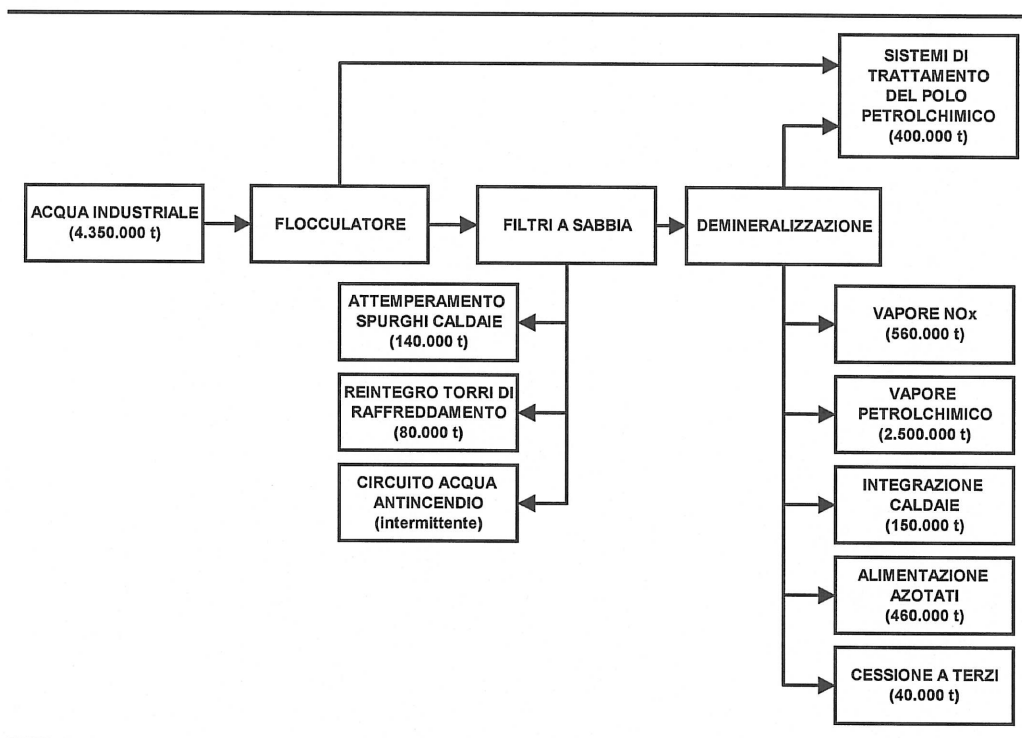 SISTEMI DI
TRATTAMENTO
DEL POLO
PETROLCHIMICO
(400.000 t)
ACQUA INDUSTRIALE
(4.350.000 t)
FLOCCULATORE
FILTRI A SABBIA
DEMINERALIZZAZIONE
ATTEMPERAMENTO
SPURGHI CALDAIE
(140.000 t)
REINTEGRO TORRI DI
RAFFREDDAMENTO
(80.000 t)
CIRCUITO ACQUA
ANTINCENDIO
(intermittente)
VAPORE NOx
(560.000 t)
VAPORE
PETROLCHIMICO
(2.500.000 t)
INTEGRAZIONE
CALDAIE
(150.000 t)
ALIMENTAZIONE
AZOTATI
(460.000 t)
CESSIONE A TERZI
(40.000 t)